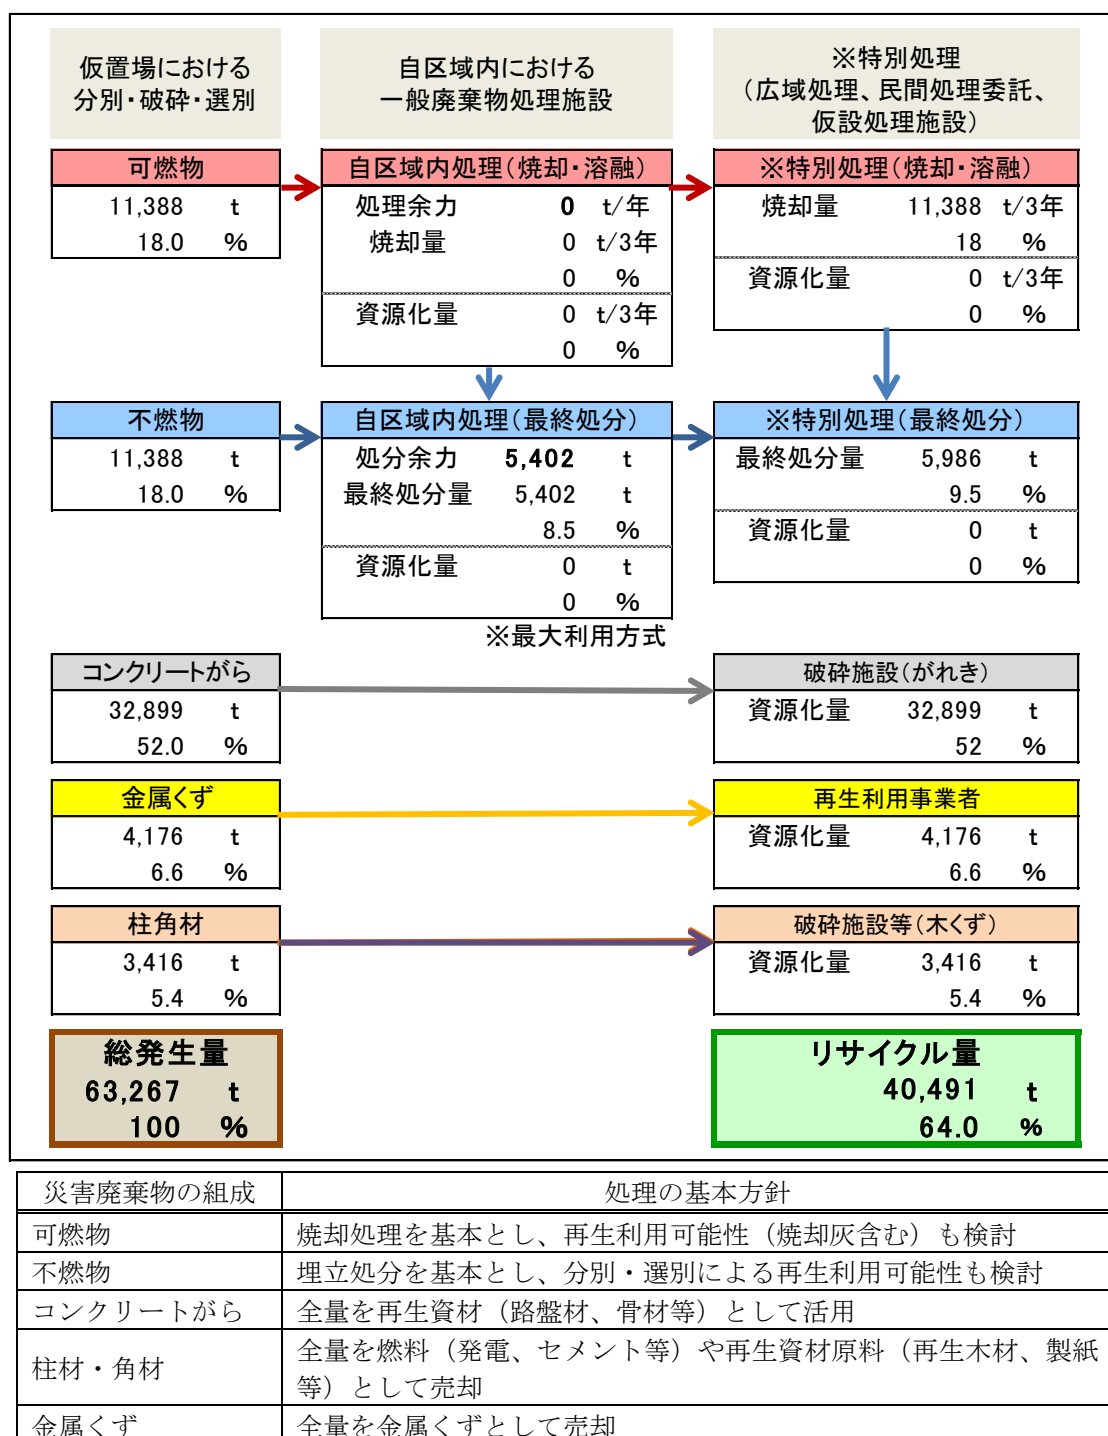 仮置場における
分別・破砕・選別
自区域内における
一般廃棄物処理施設
※特別処理
（広域処理、民間処理委託、
仮設処理施設）
可燃物
11,388 t
18.0 %
自区域内処理（焼却・溶融）
処理余力 0 t/年
焼却量 0 t/3年
0 %
資源化量 0 t/3年
0 %
※特別処理（焼却・溶融）
焼却量 11,388 t/3年
18 %
資源化量 0 t/3年
0 %
不燃物
11,388 t
18.0 %
自区域内処理（最終処分）
処分余力 5,402 t
最終処分量 5,402 t
8.5 %
資源化量 0 t
0 %
※最大利用方式
※特別処理（最終処分）
最終処分量 5,986 t
9.5 %
資源化量 0 t
0 %
コンクリートがら
32,899 t
52.0 %
破砕施設（がれき）
資源化量 32,899 t
52 %
金属くず
4,176 t
6.6 %
再生利用事業者
資源化量 4,176 t
6.6 %
柱角材
3,416 t
5.4 %
破砕施設等（木くず）
資源化量 3,416 t
5.4 %
総発生量
63,267 t
100 %
リサイクル量
40,491 t
64.0 %
災害廃棄物の組成 処理の基本方針
可燃物 焼却処理を基本とし、再生利用可能性（焼却灰含む）も検討
不燃物 埋立処分を基本とし、分別・選別による再生利用可能性も検討
コンクリートがら 全量を再生資材（路盤材、骨材等）として活用
柱材・角材 全量を燃料（発電、セメント等）や再生資材原料（再生木材、製紙
等）として売却
金属くず 全量を金属くずとして売却